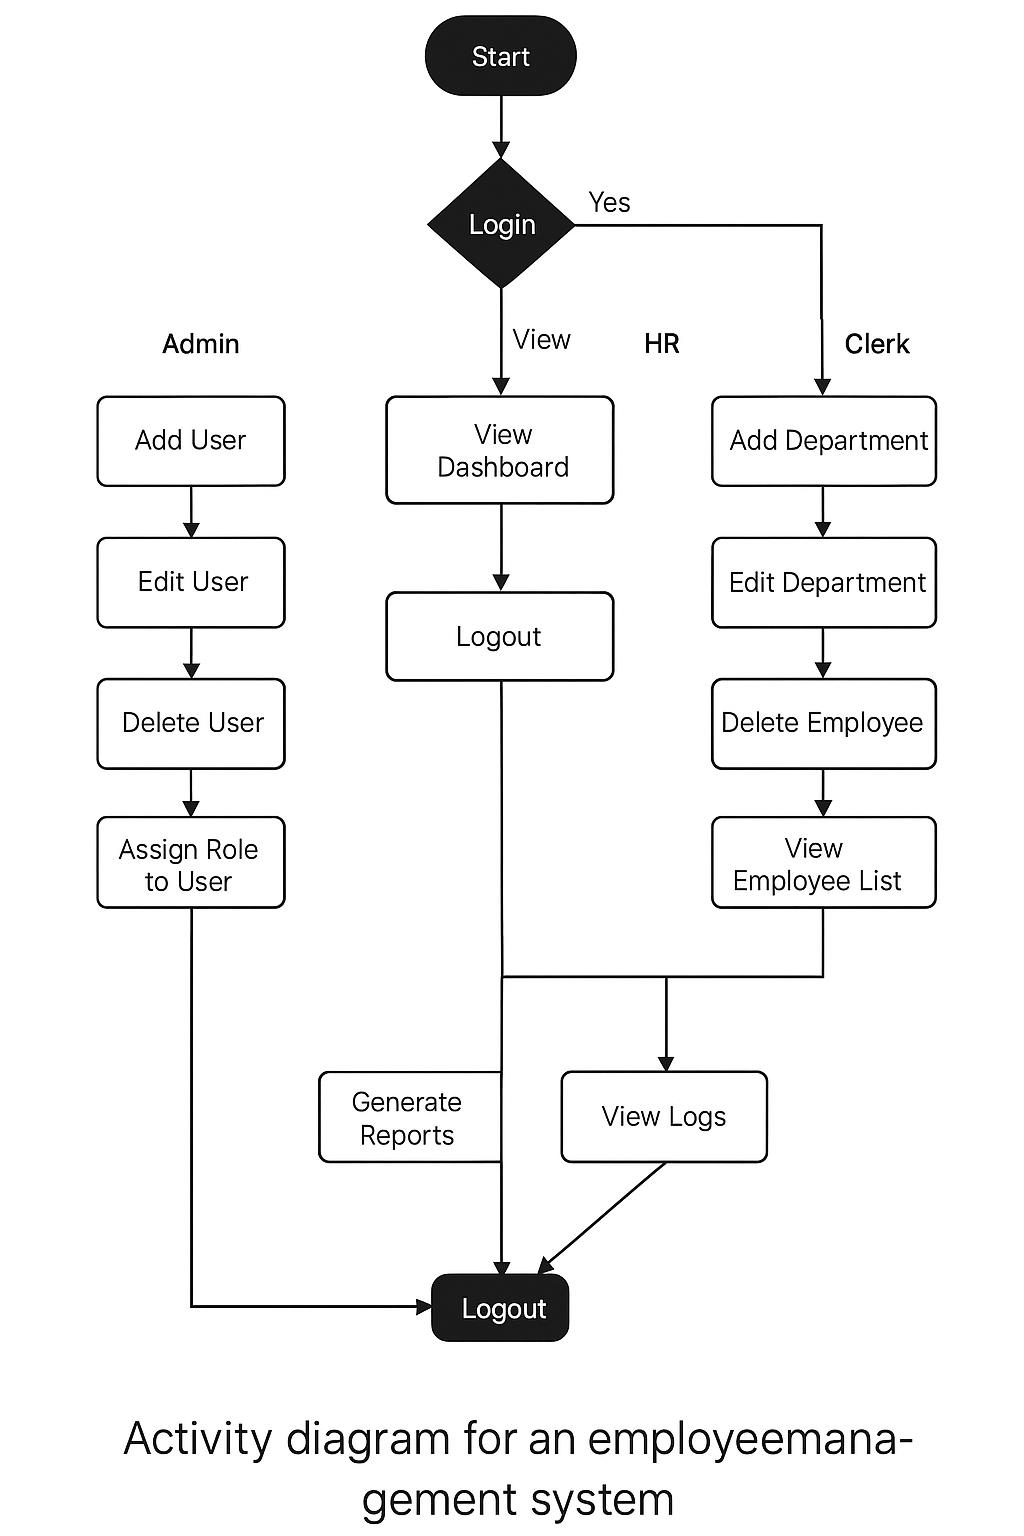 Start
Login
Yes
View
Admin
HR
Clerk
Add User
View
Dashboard
Add Department
Edit User
Logout
Edit Department
Delete User
Delete Employee
Assign Role
to User
View
Employee List
Generate
Reports
View Logs
Logout
Activity diagram for an employeemana-
gement system